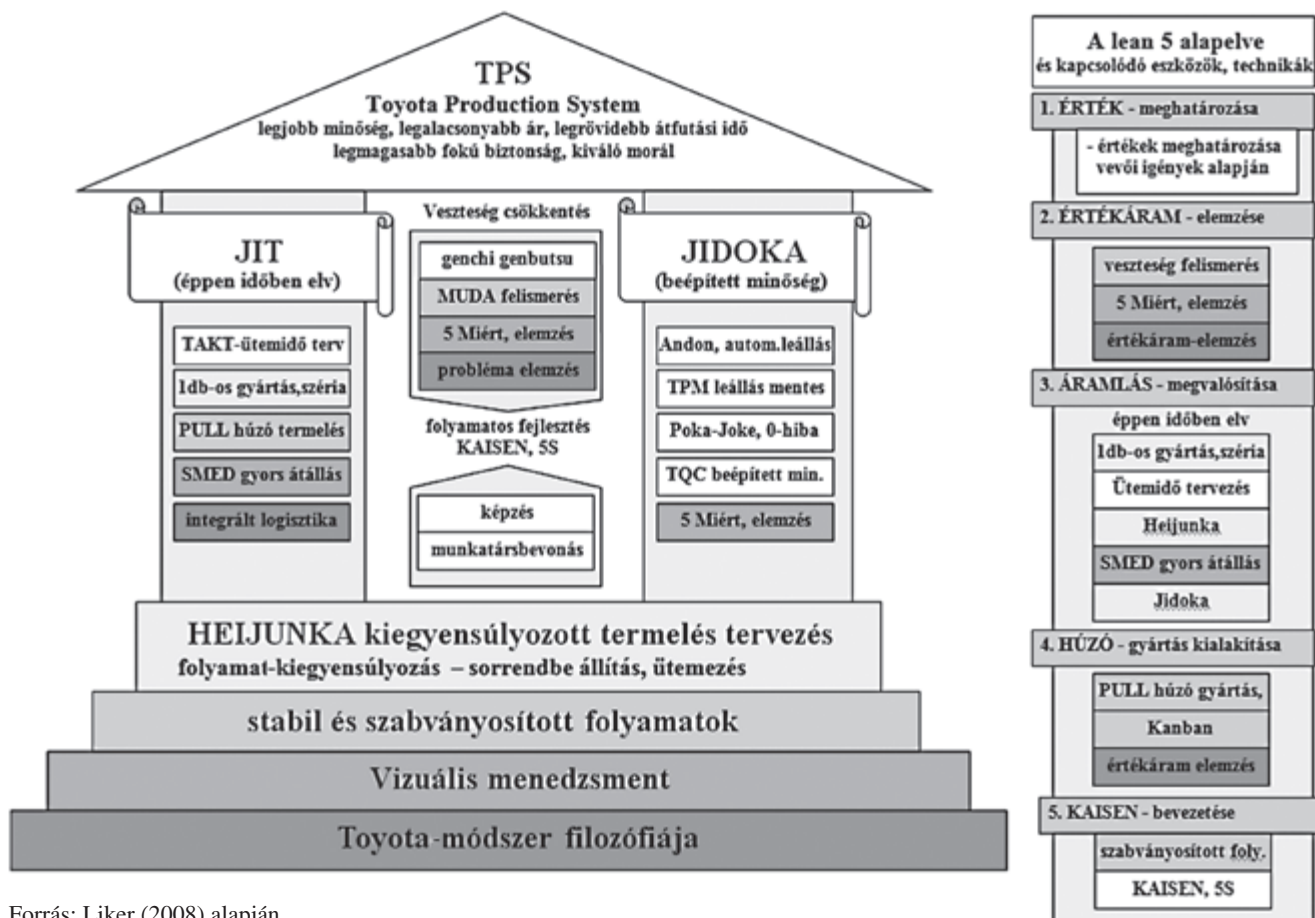 TPS
Toyota Production System
legjobb minőség, legalacsonyabb ár, legrövidebb átfutási idő
legmagasabb fokú biztonság, kiváló morál
JIT
(éppen időben elv)
TAKT-ütemidő terv
1db-os gyártás,széria
PULL húzó termelés
SMED gyors átállás
integrált logisztika
Veszteség csökkentés
genchi genbutsu
MUDA felismerés
5 Miért, elemzés
probléma elemzés
folyamatos fejlesztés
KAISEN, 5S
képzés
munkatársbevonás
JIDOKA
(beépített minőség)
Andon, autom.leállás
TPM leállás mentes
Poka-Joke, 0-hiba
TQC beépített min.
5 Miért, elemzés
HEIJUNKA kiegyensúlyozott termelés tervezés
folyamat-kiegyensúlyozás – sorrendbe állítás, ütemezés
stabil és szabványosított folyamatok
Vizuális menedzsment
Toyota-módszer filozófiája
A lean 5 alapelve
és kapcsolódó eszközök, technikák
1. ÉRTÉK - meghatározása
- értékek meghatározása
vevői igények alapján
2. ÉRTÉKÁRAM - elemzése
veszteség felismerés
5 Miért, elemzés
értékáram-elemzés
3. ÁRAMLÁS - megvalósítása
éppen időben elv
1db-os gyártás,széria
Ütemidő tervezés
Heijunka
SMED gyors átállás
Jidoka
4. HÚZÓ - gyártás kialakítása
PULL húzó gyártás,
Kanban
értékáram elemzés
5. KAISEN - bevezetése
szabványosított foly.
KAISEN, 5S
Forrás: Liker (2008) alapján